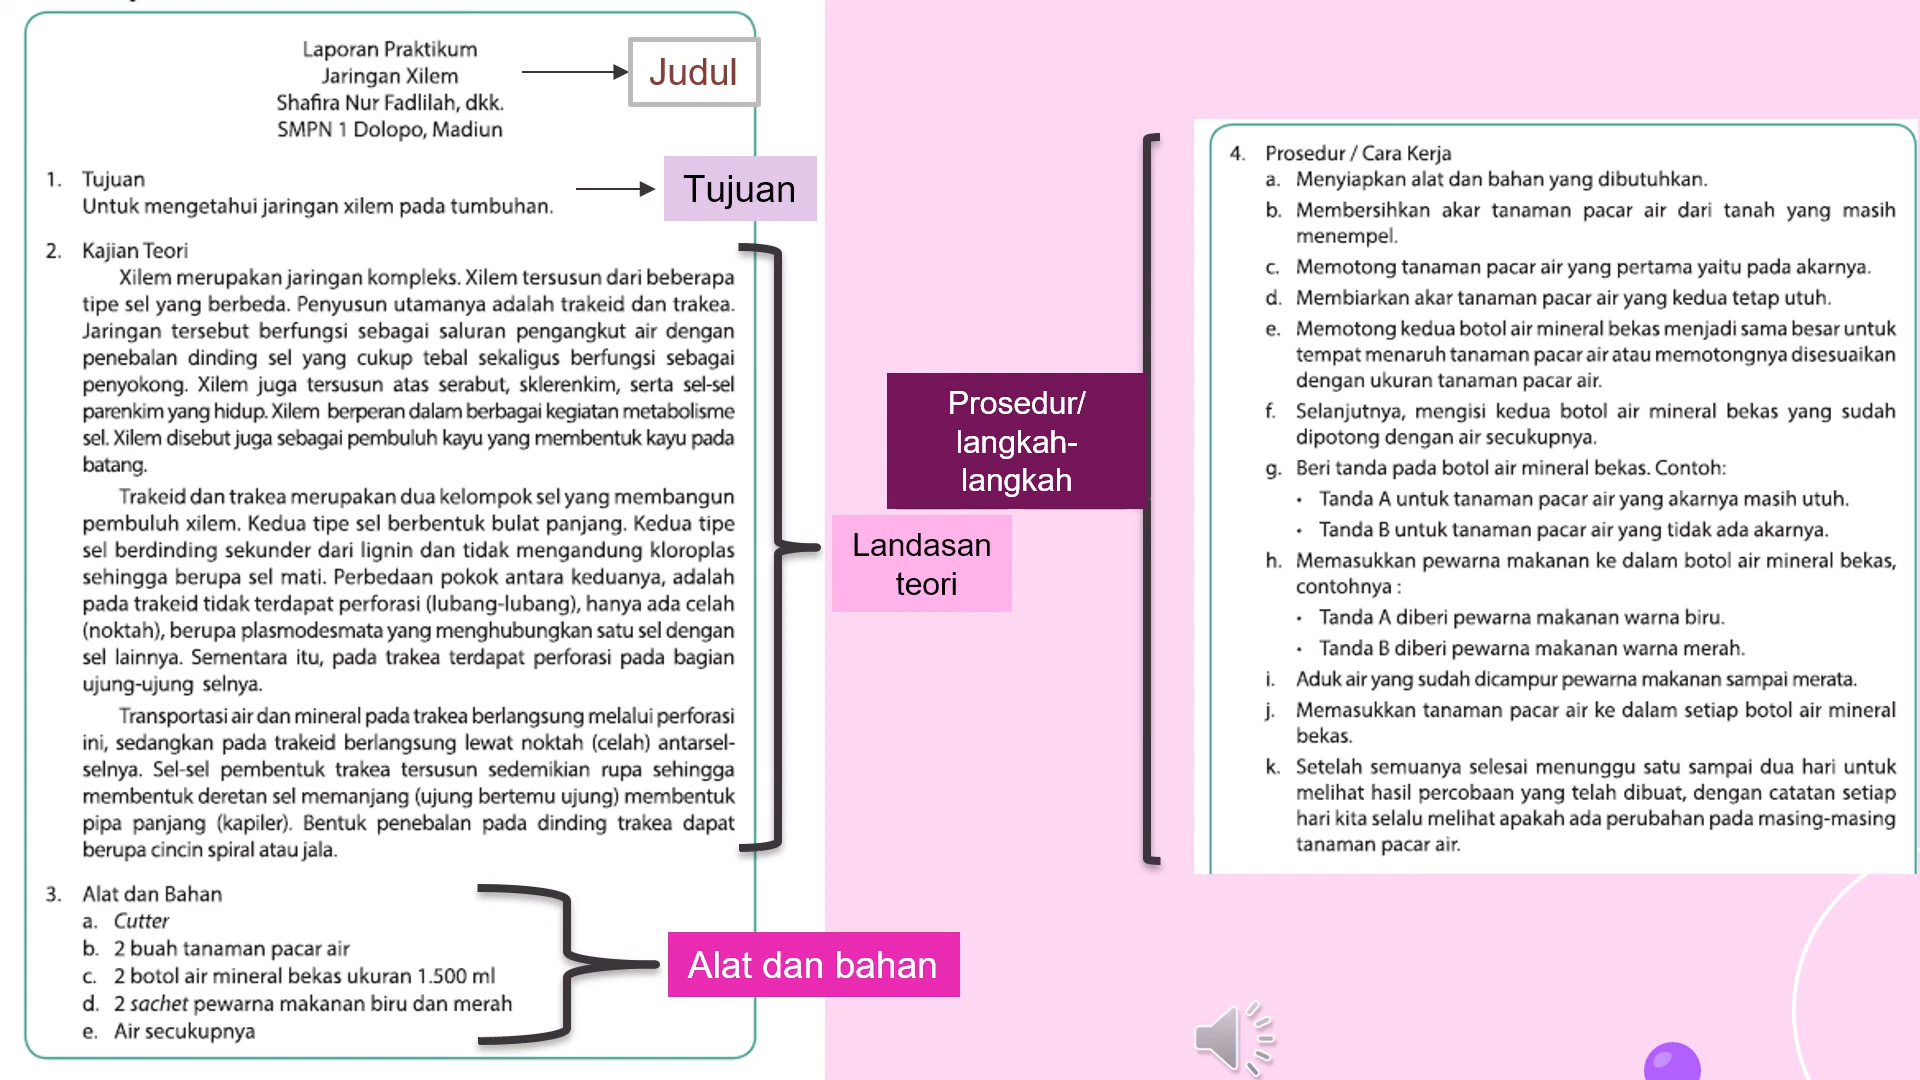 Laporan Praktikum
Jaringan Xilem
Shafira Nur Fadlilah, dkk.
SMPN 1 Dolopo, Madiun
Judul
1. Tujuan
Untuk mengetahui jaringan xilem pada tumbuhan.
Tujuan
2. Kajian Teori
Xilem merupakan jaringan kompleks. Xilem tersusun dari beberapa
tipe sel yang berbeda. Penyusun utamanya adalah trakeid dan trakea.
Jaringan tersebut berfungsi sebagai saluran pengangkut air dengan
penebalan dinding sel yang cukup tebal sekaligus berfungsi sebagai
penyokong. Xilem juga tersusun atas serabut, sklerenkim, serta sel-sel
parenkim yang hidup. Xilem berperan dalam berbagai kegiatan metabolisme
sel. Xilem disebut juga sebagai pembuluh kayu yang membentuk kayu pada
batang.
Trakeid dan trakea merupakan dua kelompok sel yang membangun
pembuluh xilem. Kedua tipe sel berbentuk bulat panjang. Kedua tipe
sel berdinding sekunder dari lignin dan tidak mengandung kloroplas
sehingga berupa sel mati. Perbedaan pokok antara keduanya, adalah
pada trakeid tidak terdapat perforasi (lubang-lubang), hanya ada celah
(noktah), berupa plasmodesmata yang menghubungkan satu sel dengan
sel lainnya. Sementara itu, pada trakea terdapat perforasi pada bagian
ujung-ujung selnya.
Transportasi air dan mineral pada trakea berlangsung melalui perforasi
ini, sedangkan pada trakeid berlangsung lewat noktah (celah) antarsel-
selnya. Sel-sel pembentuk trakea tersusun sedemikian rupa sehingga
membentuk deretan sel memanjang (ujung bertemu ujung) membentuk
pipa panjang (kapiler). Bentuk penebalan pada dinding trakea dapat
berupa cincin spiral atau jala.
Landasan
teori
3. Alat dan Bahan
a. Cutter
b. 2 buah tanaman pacar air
c. 2 botol air mineral bekas ukuran 1.500 ml
d. 2 sachet pewarna makanan biru dan merah
e. Air secukupnya
Alat dan bahan
Prosedur/
langkah-
langkah
4. Prosedur / Cara Kerja
a. Menyiapkan alat dan bahan yang dibutuhkan.
b. Membersihkan akar tanaman pacar air dari tanah yang masih
menempel.
c. Memotong tanaman pacar air yang pertama yaitu pada akarnya.
d. Membiarkan akar tanaman pacar air yang kedua tetap utuh.
e. Memotong kedua botol air mineral bekas menjadi sama besar untuk
tempat menaruh tanaman pacar air atau memotongnya disesuaikan
dengan ukuran tanaman pacar air.
f. Selanjutnya, mengisi kedua botol air mineral bekas yang sudah
dipotong dengan air secukupnya.
g. Beri tanda pada botol air mineral bekas. Contoh:
• Tanda A untuk tanaman pacar air yang akarnya masih utuh.
• Tanda B untuk tanaman pacar air yang tidak ada akarnya.
h. Memasukkan pewarna makanan ke dalam botol air mineral bekas,
contohnya :
• Tanda A diberi pewarna makanan warna biru.
• Tanda B diberi pewarna makanan warna merah.
i. Aduk air yang sudah dicampur pewarna makanan sampai merata.
j. Memasukkan tanaman pacar air ke dalam setiap botol air mineral
bekas.
k. Setelah semuanya selesai menunggu satu sampai dua hari untuk
melihat hasil percobaan yang telah dibuat, dengan catatan setiap
hari kita selalu melihat apakah ada perubahan pada masing-masing
tanaman pacar air.